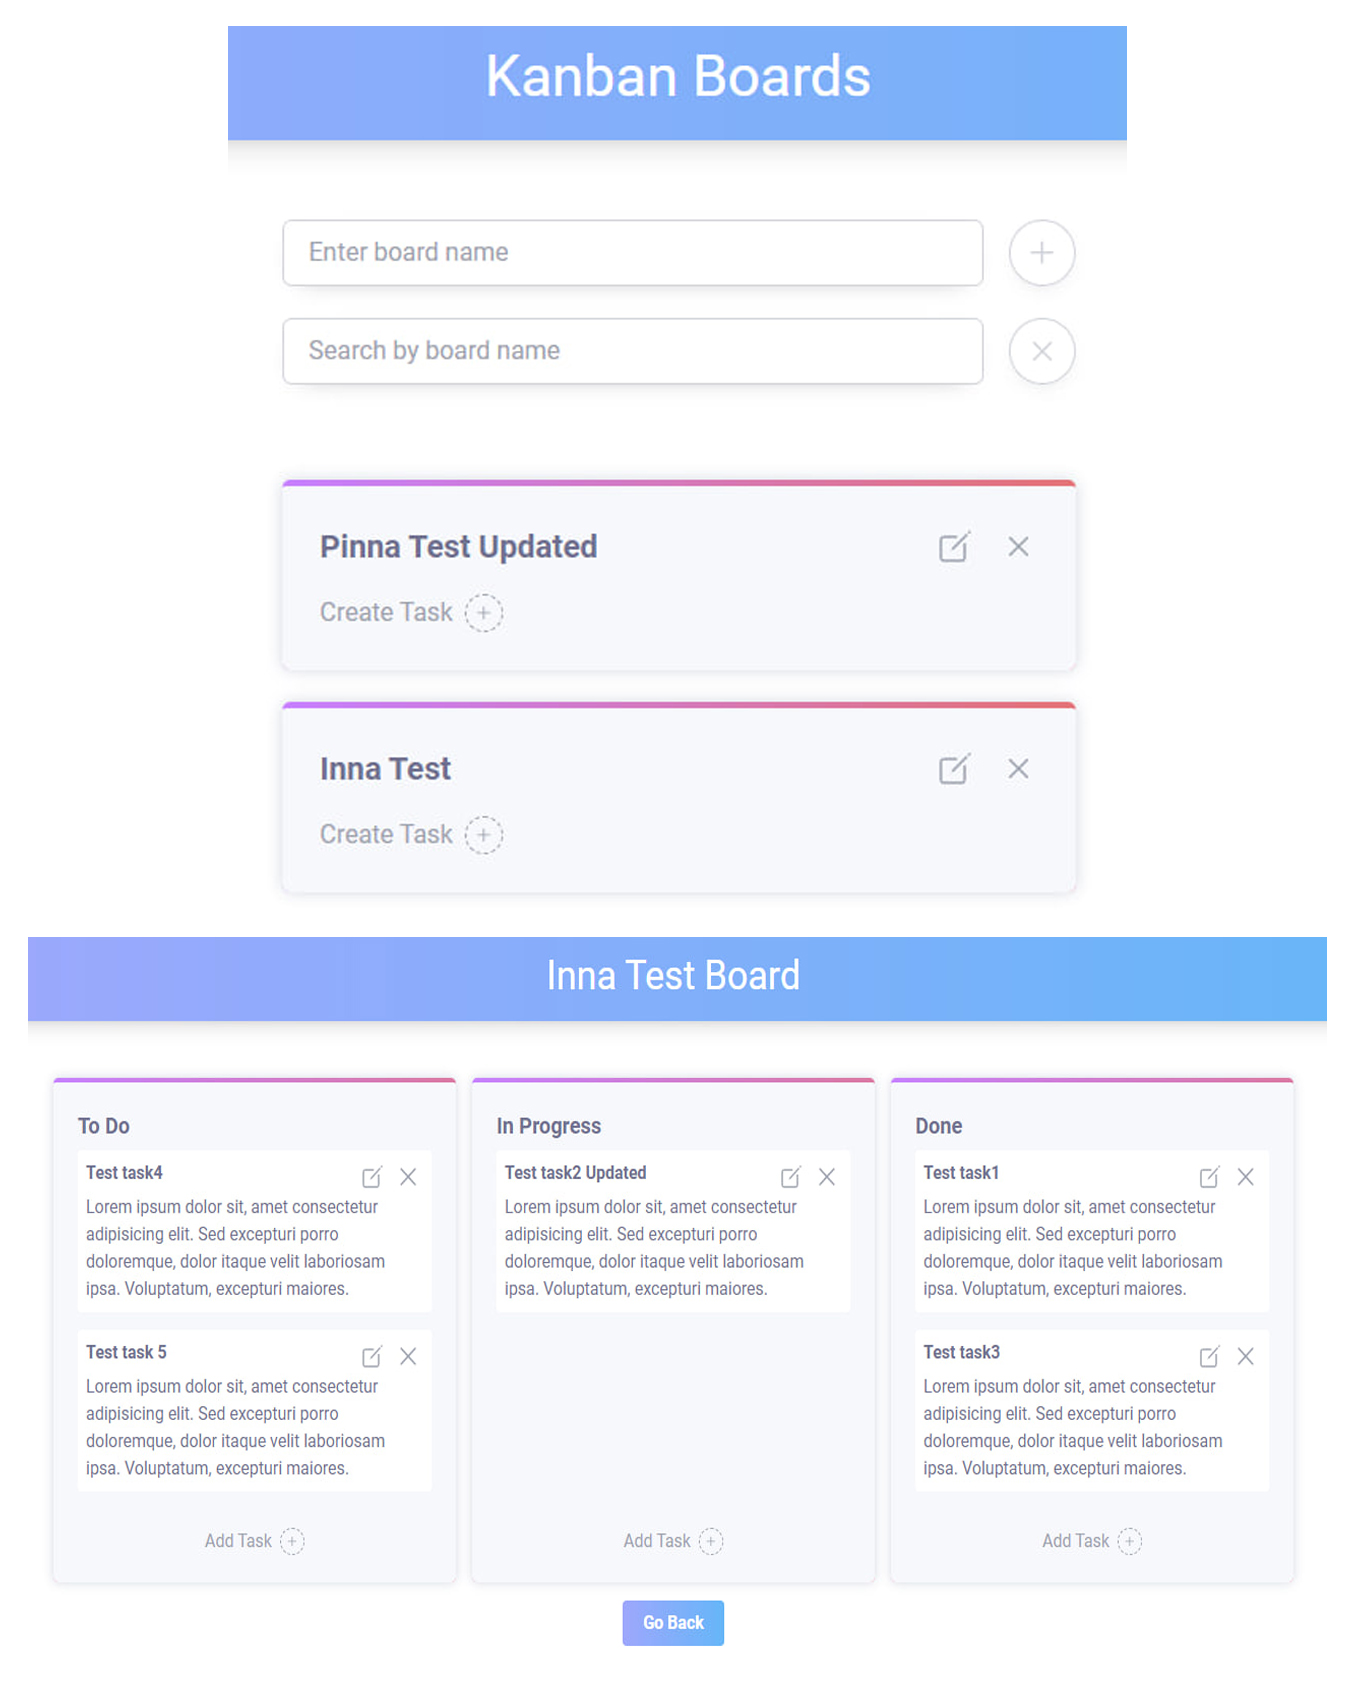 Kanban Boards
Enter board name
Search by board name
Pinna Test Updated
Create Task
Inna Test
Create Task
Inna Test Board
To Do
Test task4
Lorem ipsum dolor sit, amet consectetur
adipisicing elit. Sed excepturi porro
doloremque, dolor itaque velit laboriosam
ipsa. Voluptatum, excepturi maiores.
Test task 5
Lorem ipsum dolor sit, amet consectetur
adipisicing elit. Sed excepturi porro
doloremque, dolor itaque velit laboriosam
ipsa. Voluptatum, excepturi maiores.
Add Task
In Progress
Test task2 Updated
Lorem ipsum dolor sit, amet consectetur
adipisicing elit. Sed excepturi porro
doloremque, dolor itaque velit laboriosam
ipsa. Voluptatum, excepturi maiores.
Add Task
Done
Test task1
Lorem ipsum dolor sit, amet consectetur
adipisicing elit. Sed excepturi porro
doloremque, dolor itaque velit laboriosam
ipsa. Voluptatum, excepturi maiores.
Test task3
Lorem ipsum dolor sit, amet consectetur
adipisicing elit. Sed excepturi porro
doloremque, dolor itaque velit laboriosam
ipsa. Voluptatum, excepturi maiores.
Add Task
Go Back